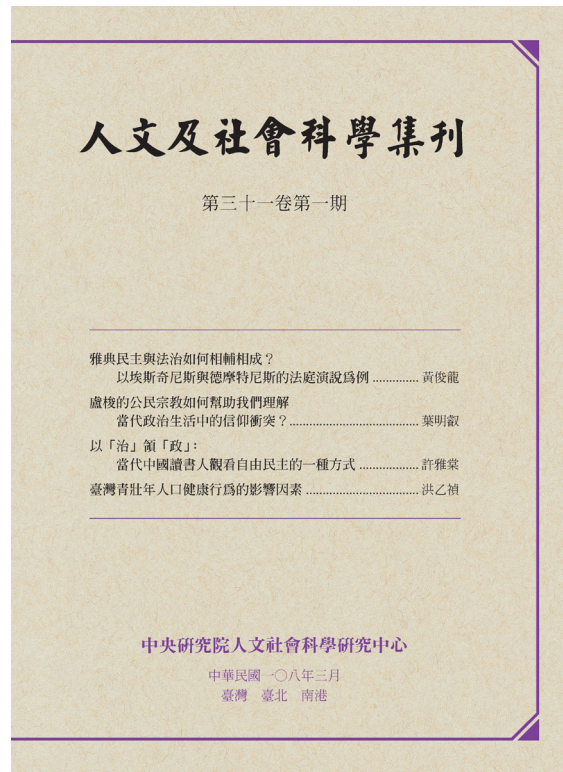 人文及社會科學集刊
第三十一卷第一期
雅典民主與法治如何相輔相成？
以埃斯奇尼斯與德摩特尼斯的法庭演說爲例 .............. 黃俊龍
盧梭的公民宗教如何幫助我們理解
當代政治生活中的信仰衝突？....................................... 葉明叡
以「治」領「政」：
當代中國讀書人觀看自由民主的一種方式 .................. 許雅棠
臺灣青壯年人口健康行爲的影響因素 .................................. 洪乙禎
中央研究院人文社會科學研究中心
中華民國一〇八年三月
臺灣　臺北　南港